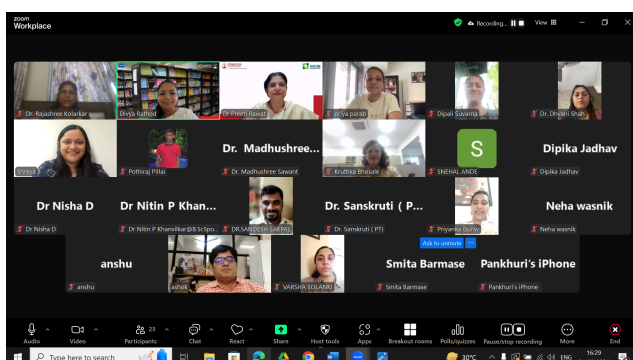 zoom
Workplace
Recording...
View
Dr. Rajashree Kolarkar
Divya Rathod
Dr Preeti Rawat
priya parab
Dipali Suvarna
Dr. Dhvani Shah
Shreya
Pothiraj Pillai
Dr. Madhushree...
Dr. Madhushree Sawant
Kruttika Bhosale
S
SNEHAL ANDE
Dipika Jadhav
Dipika Jadhav
Dr Nisha D
Dr Nisha D
Dr Nitin P Khan...
Dr Nitin P Khanvilkar@B.ScSpo...
DR.SANDESH SAKPAL
Dr. Sanskruti ( P...
Dr. Sanskruti ( PT)
Priyanka Gurav
Neha wasnik
Neha wasnik
Ask to unmute
...
anshu
anshu
ashok
VARSHA SOLANKI
Smita Barmase
Smita Barmase
Pankhuri's iPhone
Pankhuri's iPhone
23
Audio
Video
Participants
Chat
React
Share
Host tools
Apps
Breakout rooms
Polls/quizzes
Pause/stop recording
More
End
Type here to search
30°C
ENG
16:29